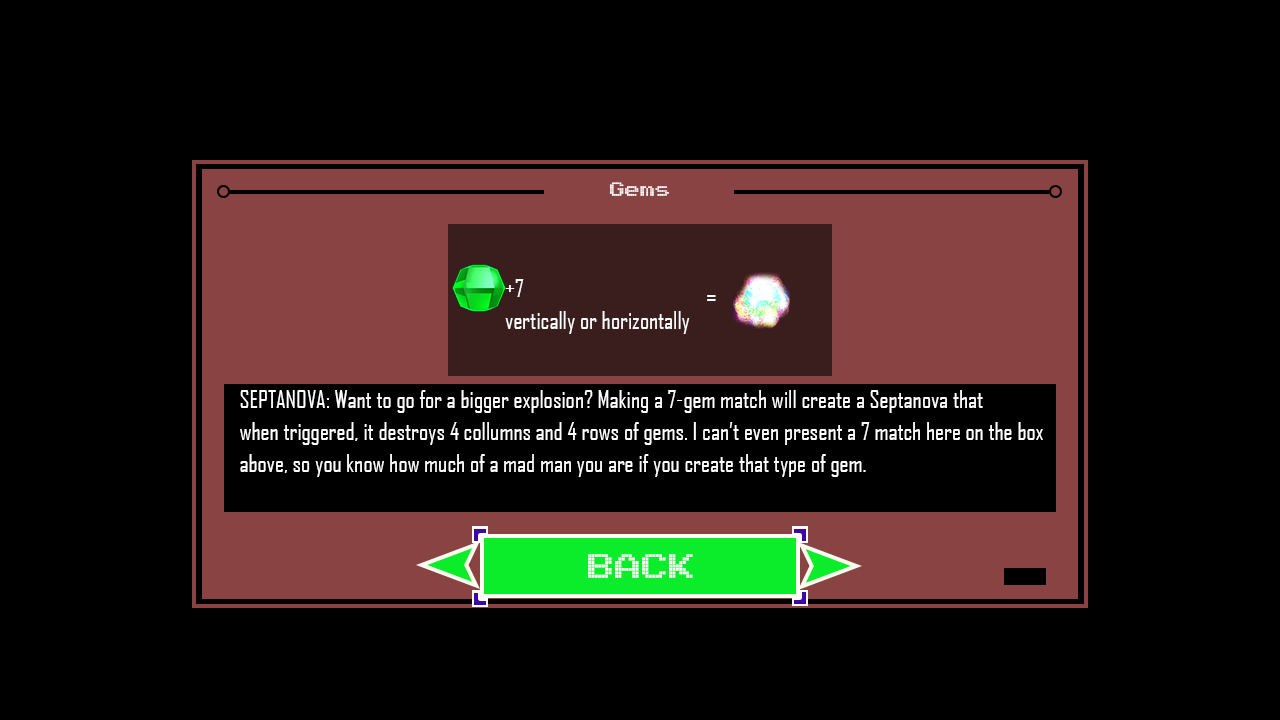 Gems
+7
vertically or horizontally
=
SEPTANOVA: Want to go for a bigger explosion? Making a 7-gem match will create a Septanova that
when triggered, it destroys 4 collumns and 4 rows of gems. I can't even present a 7 match here on the box
above, so you know how much of a mad man you are if you create that type of gem.
BACK